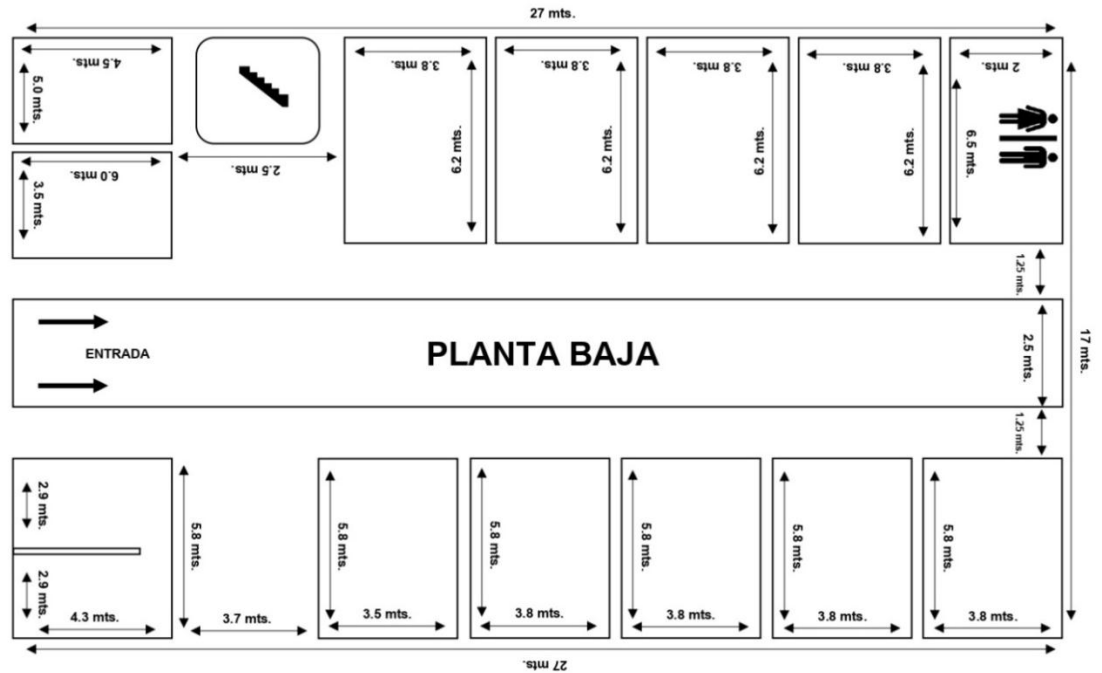 27 mts.
4.5 mts.
3.8 mts.
3.8 mts.
3.8 mts.
3.8 mts.
2 mts.
5.0 mts.
6.2 mts.
6.2 mts.
6.2 mts.
6.2 mts.
6.5 mts.
2.5 mts.
6.0 mts.
3.5 mts.
1.25 mts.
ENTRADA
PLANTA BAJA
2.5 mts.
17 mts.
1.25 mts.
2.9 mts.
5.8 mts.
5.8 mts.
5.8 mts.
5.8 mts.
5.8 mts.
5.8 mts.
2.9 mts.
4.3 mts.
3.7 mts.
3.5 mts.
3.8 mts.
3.8 mts.
3.8 mts.
3.8 mts.
27 mts.